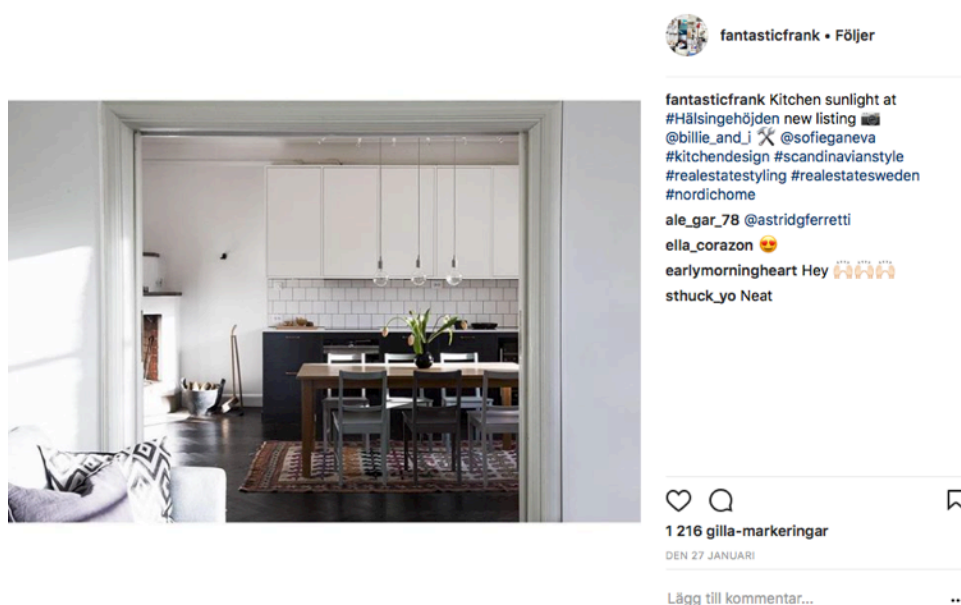 fantasticfrank • Följer
fantasticfrank Kitchen sunlight at
#Hälsingehöjden new listing 📷
@billie_and_i 🛠 @sofieganeva
#kitchendesign #scandinavianstyle
#realestatestyling #realestatesweden
#nordichome
ale_gar_78 @astridgferretti
ella_corazon 😍
earlymorningheart Hey 🙌🏻🙌🏻🙌🏻
sthuck_yo Neat
1 216 gilla-markeringar
DEN 27 JANUARI
Lägg till kommentar...